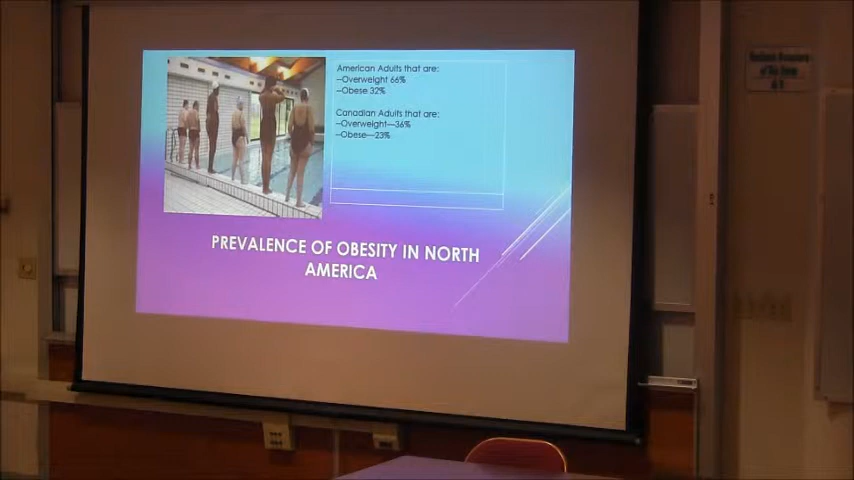 American Adults that are:
--Overweight 66%
--Obese 32%
Canadian Adults that are:
--Overweight—36%
--Obese—23%
PREVALENCE OF OBESITY IN NORTH
AMERICA